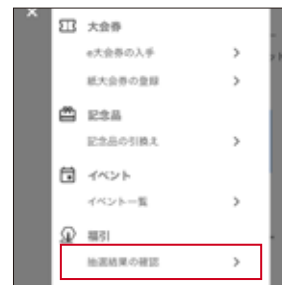 大会券
e大会券の入手
紙大会券の登録
記念品
記念品の引換え
イベント
イベント一覧
福引
抽選結果の確認